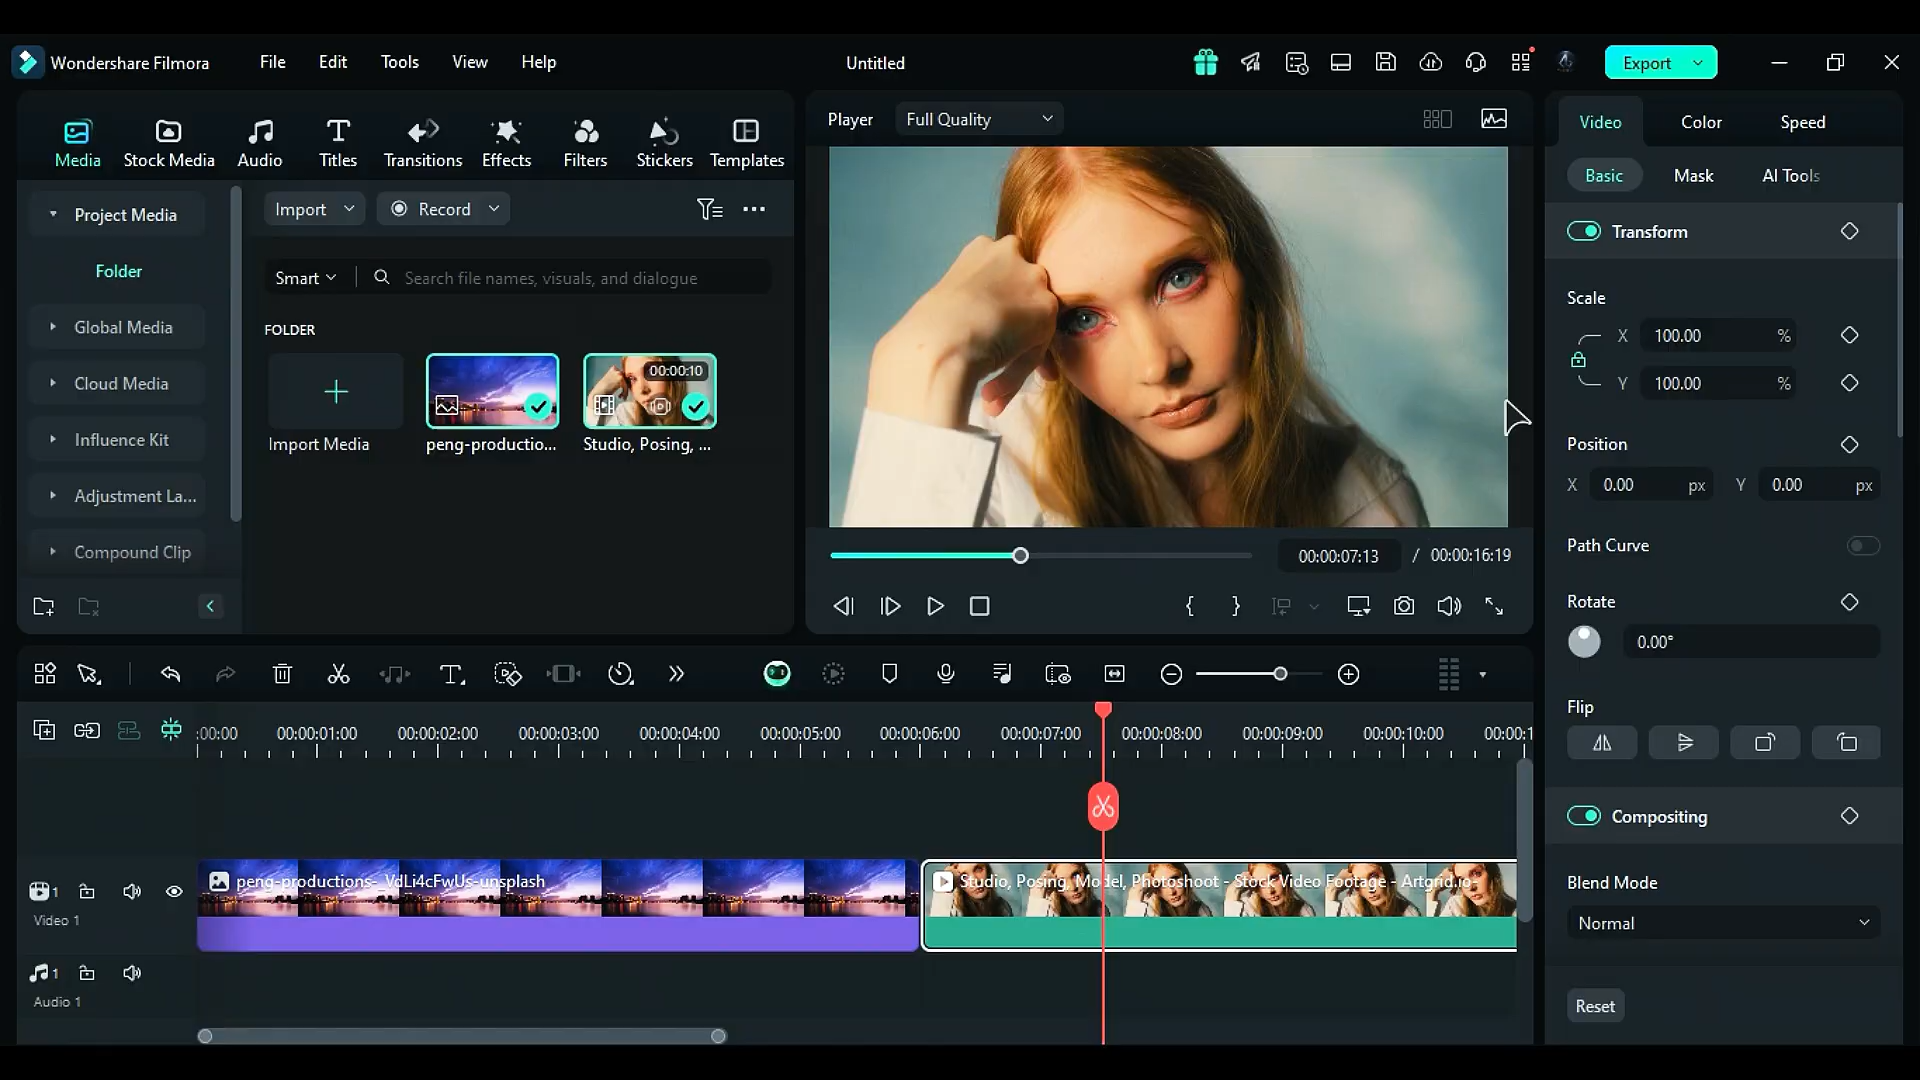 Wondershare Filmora
File
Edit
Tools
View
Help
Untitled
Export
Media
Stock Media
Audio
Titles
Transitions
Effects
Filters
Stickers
Templates
Project Media
Folder
Global Media
Cloud Media
Influence Kit
Adjustment La...
Compound Clip
Import
Record
Smart
Search file names, visuals, and dialogue
FOLDER
00:00:10
Import Media
peng-productio...
Studio, Posing, ...
Player
Full Quality
00:00:07:13 / 00:00:16:19
Video
Color
Speed
Basic
Mask
AI Tools
Transform
Scale
X 100.00 %
Y 100.00 %
Position
X 0.00 px Y 0.00 px
Path Curve
Rotate
0.00°
Flip
Compositing
Blend Mode
Normal
Reset
:00:00 00:00:01:00 00:00:02:00 00:00:03:00 00:00:04:00 00:00:05:00 00:00:06:00 00:00:07:00 00:00:08:00 00:00:09:00 00:00:10:00 00:00:1
peng-productions-_VdLi4cFwUs-unsplash
Studio, Posing, Model, Photoshoot - Stock Video Footage - Artgrid.io-
1
Video 1
1
Audio 1